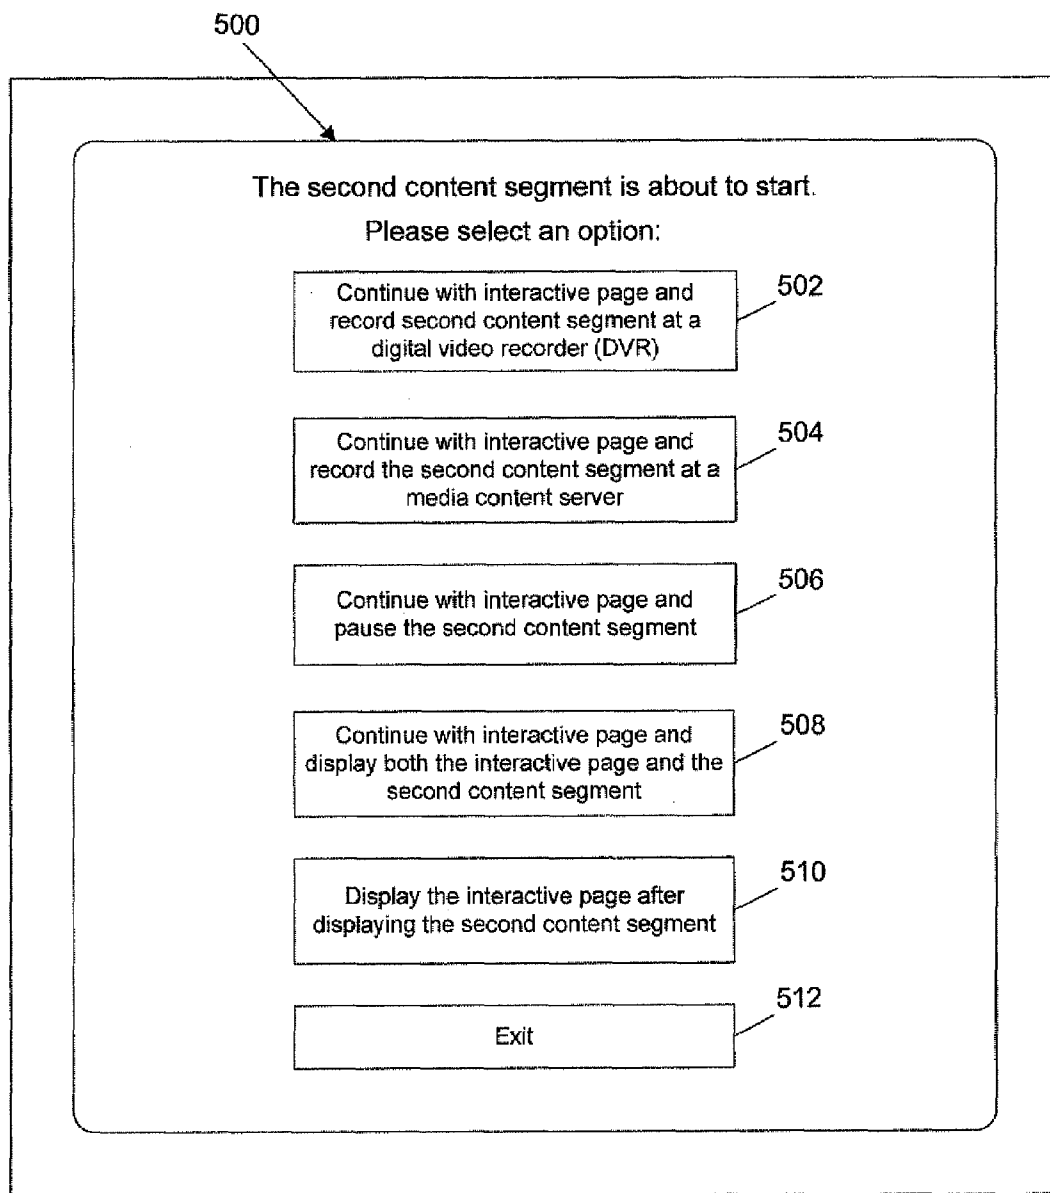 500
The second content segment is about to start.
Please select an option:
Continue with interactive page and
record second content segment at a
digital video recorder (DVR)
502
Continue with interactive page and
record the second content segment at a
media content server
504
Continue with interactive page and
pause the second content segment
506
Continue with interactive page and
display both the interactive page and the
second content segment
508
Display the interactive page after
displaying the second content segment
510
Exit
512